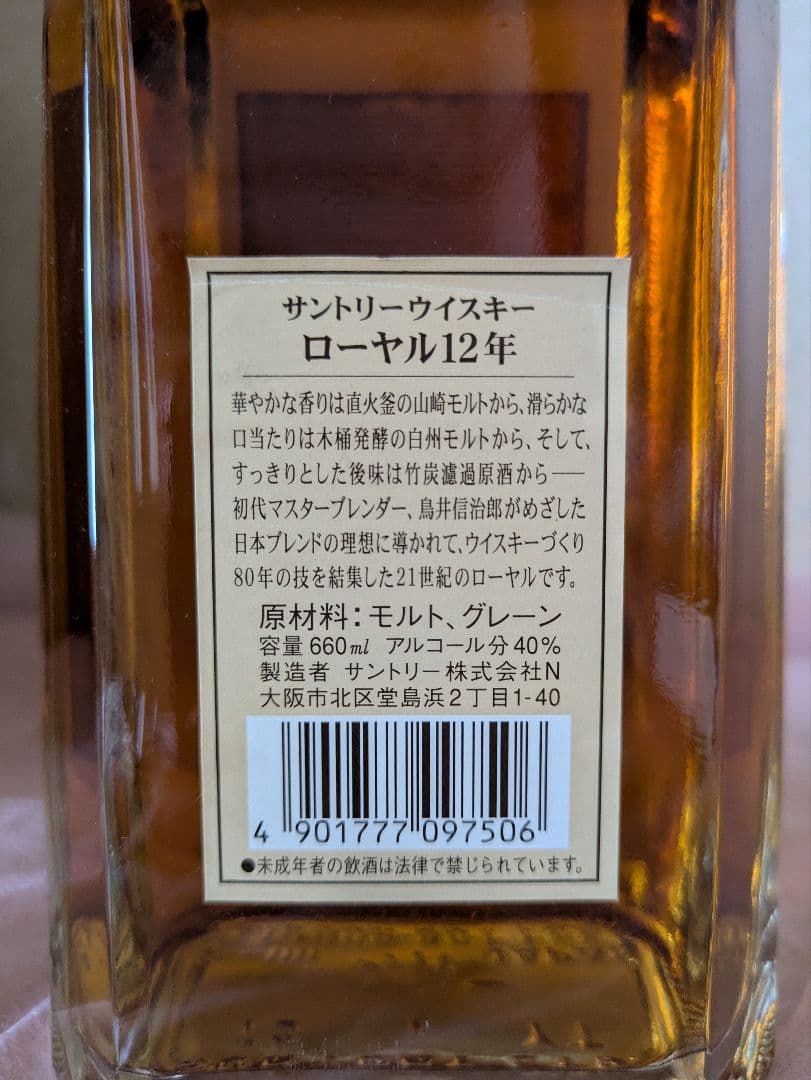 サントリーウイスキー
ローヤル12年
華やかな香りは直火釜の山崎モルトから、滑らかな
口当たりは木桶発酵の白州モルトから、そして、
すっきりとした後味は竹炭濾過原酒から──
初代マスターブレンダー、鳥井信治郎がめざした
日本ブレンドの理想に導かれて、ウイスキーづくり
80年の技を結集した21世紀のローヤルです。
原材料：モルト、グレーン
容量 660ml アルコール分 40%
製造者 サントリー株式会社N
大阪市北区堂島浜2丁目1-40
4 901777 097506
●未成年者の飲酒は法律で禁じられています。